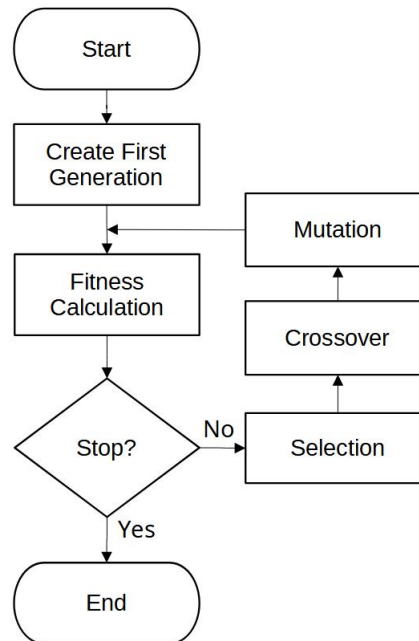 Start
Create First
Generation
Mutation
Fitness
Calculation
Crossover
Stop?
No
Selection
Yes
End